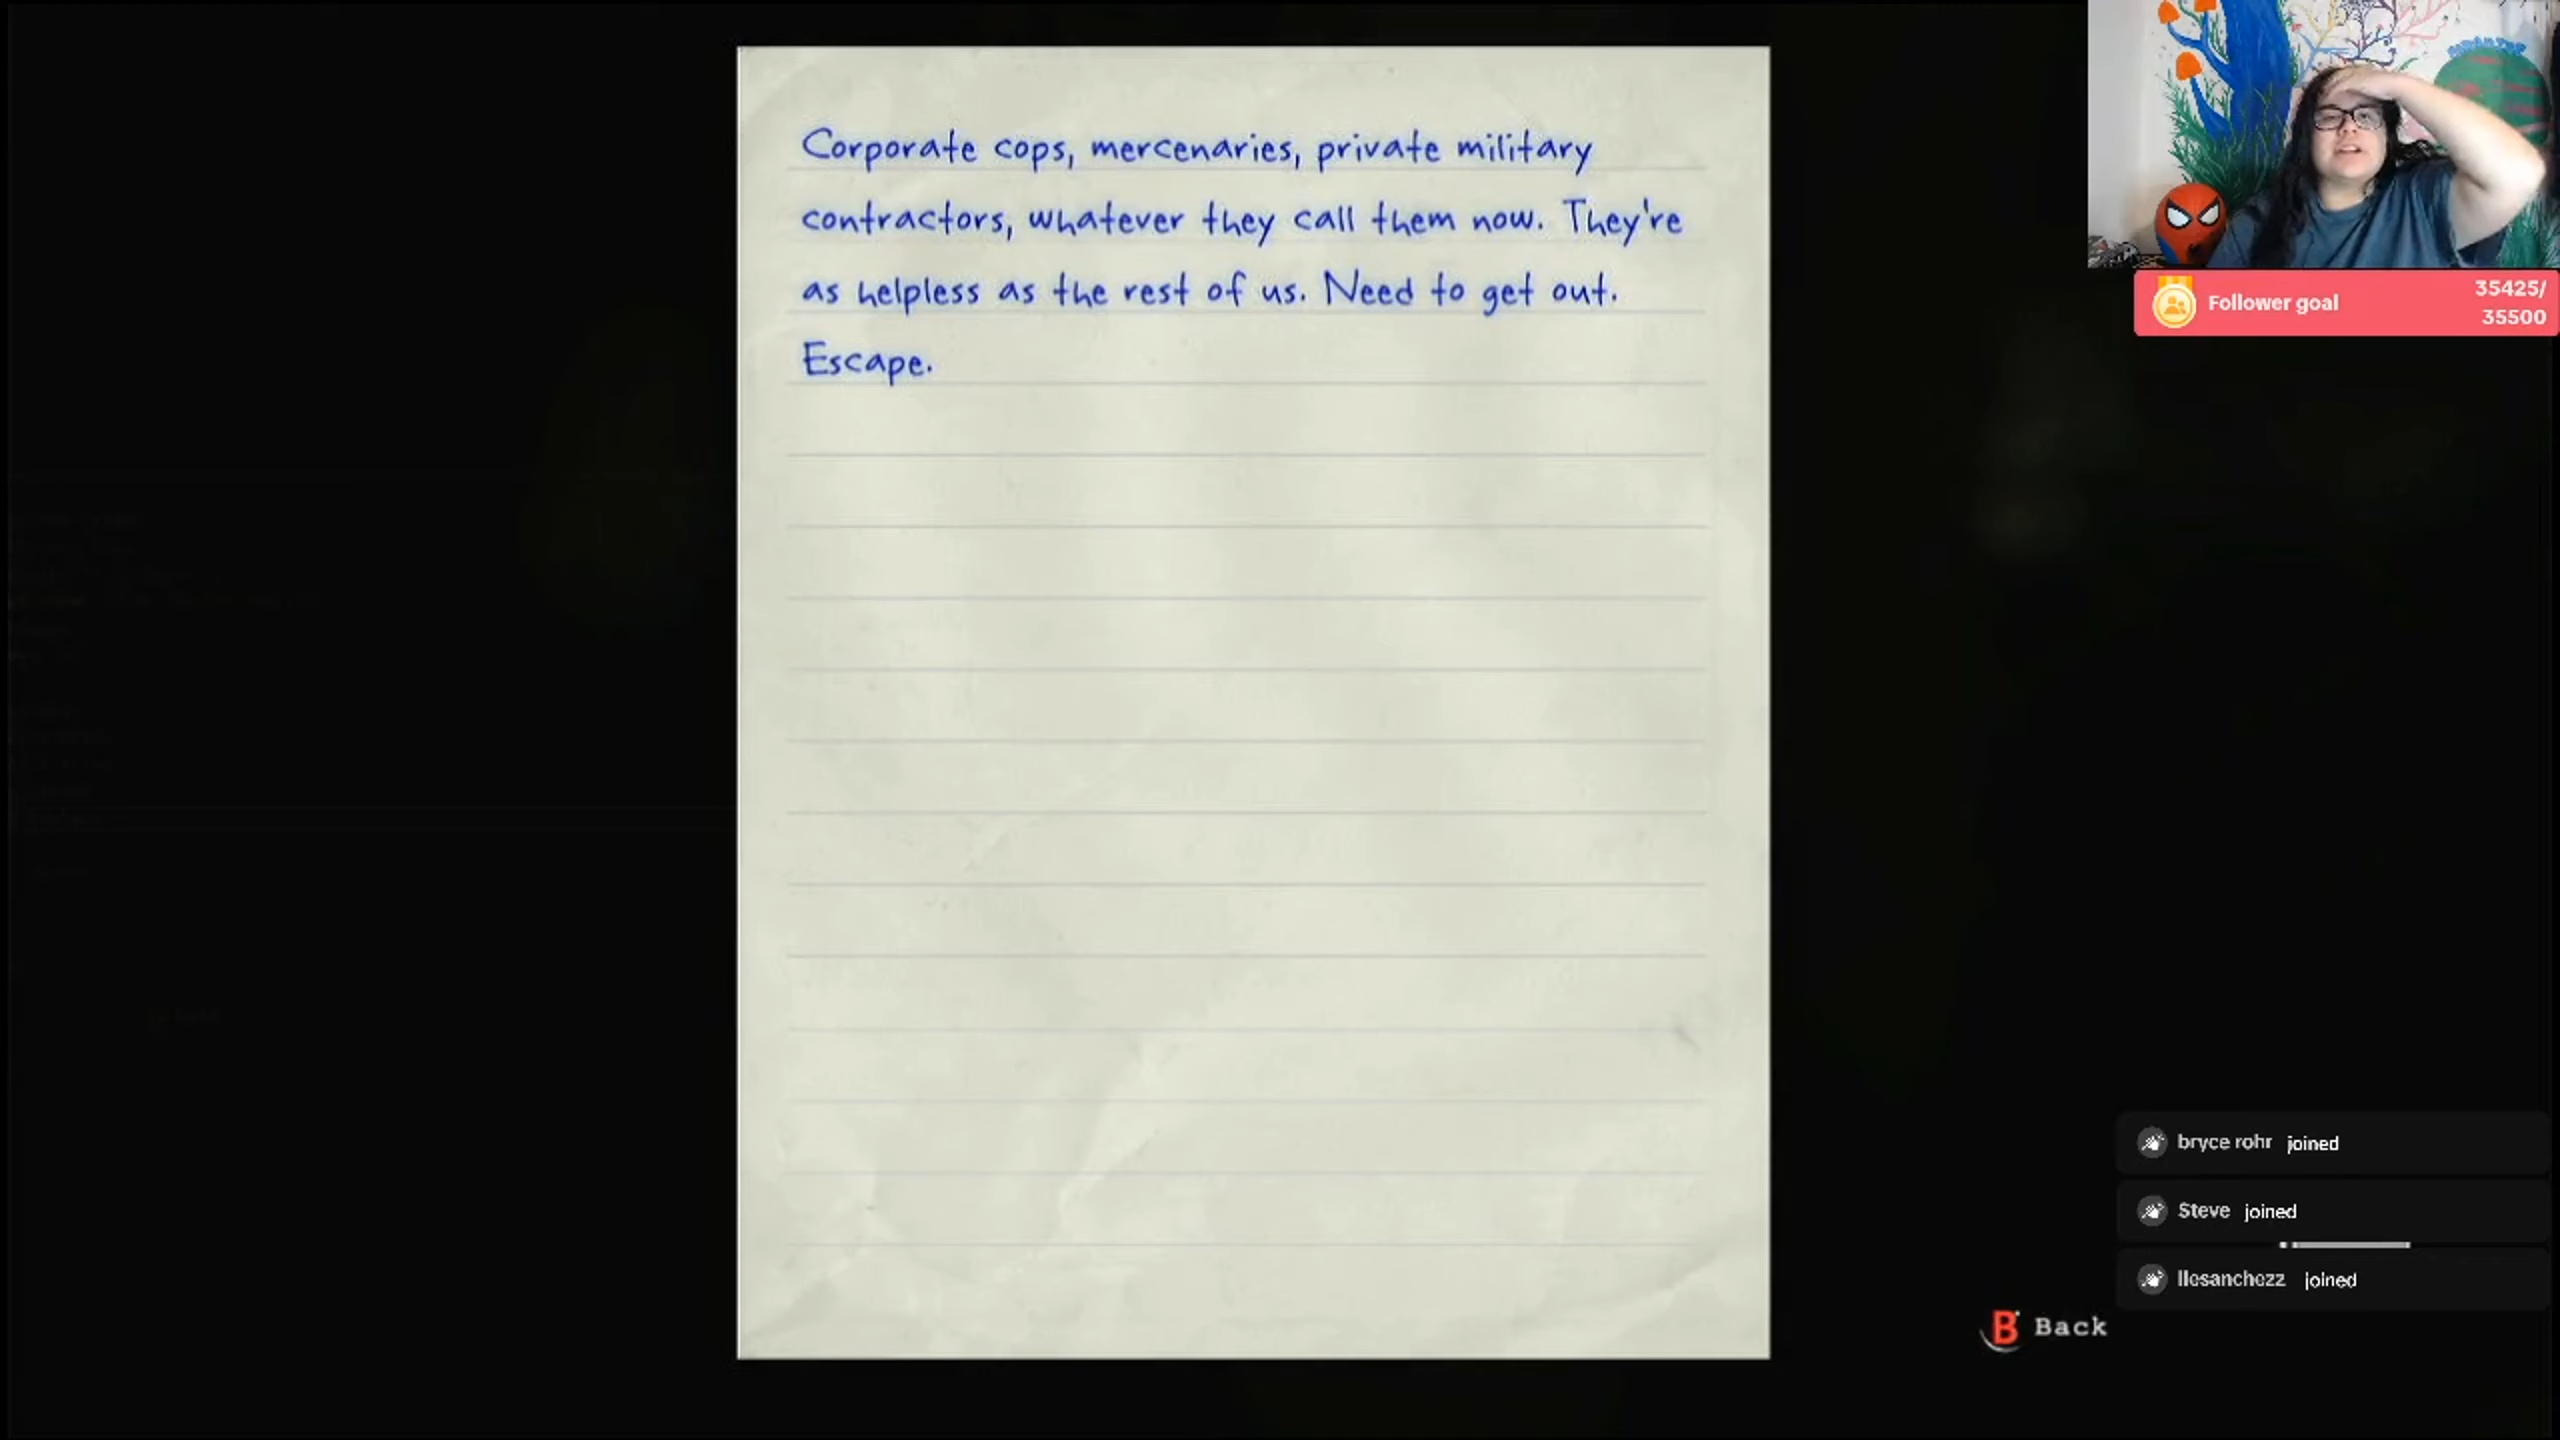 Corporate cops, mercenaries, private military
contractors, whatever they call them now. They're
as helpless as the rest of us. Need to get out.
Escape.
Follower goal
35425/
35500
bryce rohr joined
Steve joined
llesanchezz joined
B Back